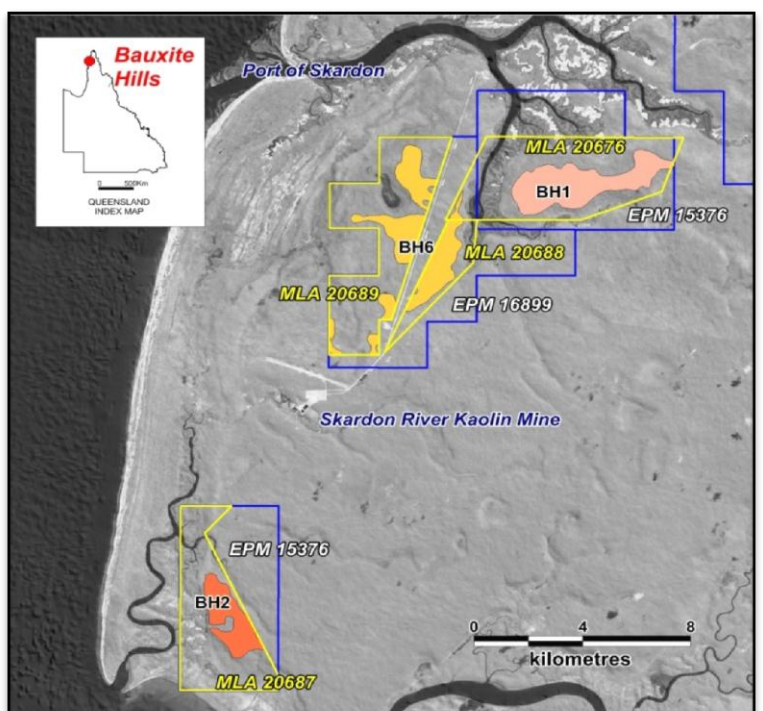 Bauxite
Hills
0 500Km
QUEENSLAND
INDEX MAP
Port of Skardon
MLA 20676
BH1
EPM 15376
BH6
MLA 20688
MLA 20689
EPM 16899
Skardon River Kaolin Mine
EPM 15376
BH2
MLA 20687
0 4 8
kilometres